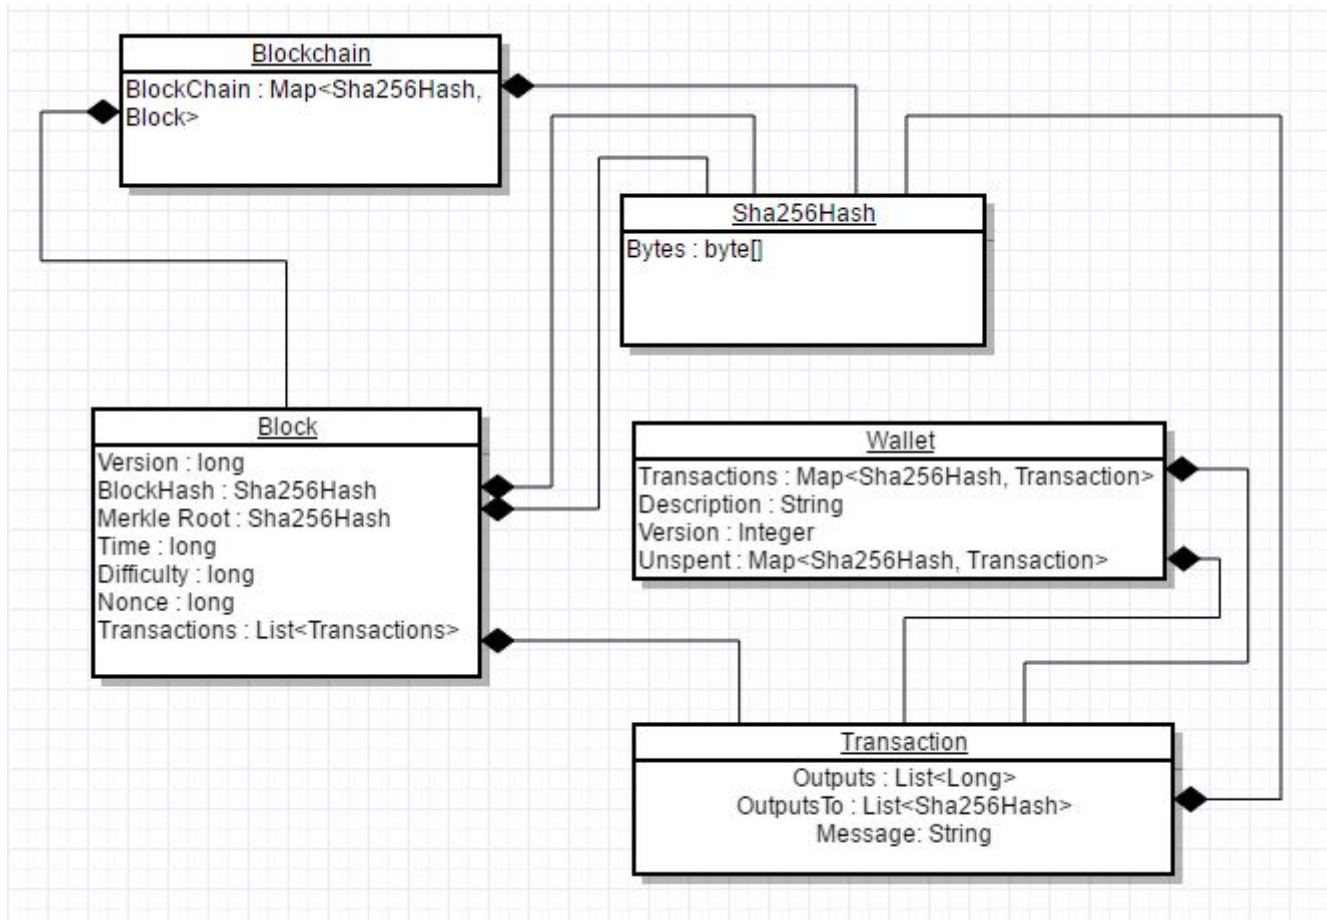 Blockchain
BlockChain : Map<Sha256Hash,
Block>
Sha256Hash
Bytes : byte[]
Block
Version : long
BlockHash : Sha256Hash
Merkle Root : Sha256Hash
Time : long
Difficulty : long
Nonce : long
Transactions : List<Transactions>
Wallet
Transactions : Map<Sha256Hash, Transaction>
Description : String
Version : Integer
Unspent : Map<Sha256Hash, Transaction>
Transaction
Outputs : List<Long>
OutputsTo : List<Sha256Hash>
Message: String